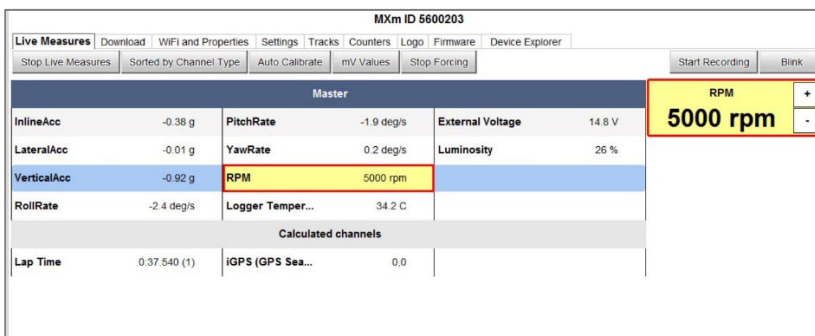 MXm ID 5600203
Live Measures Download WiFi and Properties Settings Tracks Counters Logo Firmware Device Explorer
Stop Live Measures Sorted by Channel Type Auto Calibrate mV Values Stop Forcing Start Recording Blink
Master
RPM +
5000 rpm -
InlineAcc -0.38 g PitchRate -1.9 deg/s External Voltage 14.8 V
LateralAcc -0.01 g YawRate 0.2 deg/s Luminosity 26 %
VerticalAcc -0.92 g RPM 5000 rpm
RollRate -2.4 deg/s Logger Temper... 34.2 C
Calculated channels
Lap Time 0:37.540 (1) iGPS (GPS Sea... 0,0